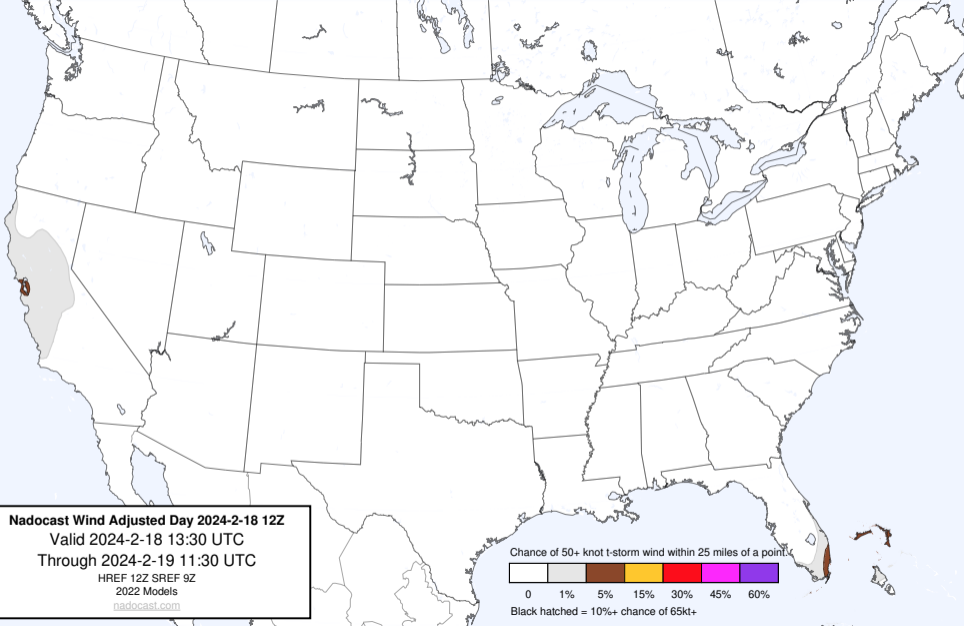 Nadocast Wind Adjusted Day 2024-2-18 12Z
Valid 2024-2-18 13:30 UTC
Through 2024-2-19 11:30 UTC
HREF 12Z SREF 9Z
2022 Models
nadocast.com
Chance of 50+ knot t-storm wind within 25 miles of a point.
0 1% 5% 15% 30% 45% 60%
Black hatched = 10%+ chance of 65kt+